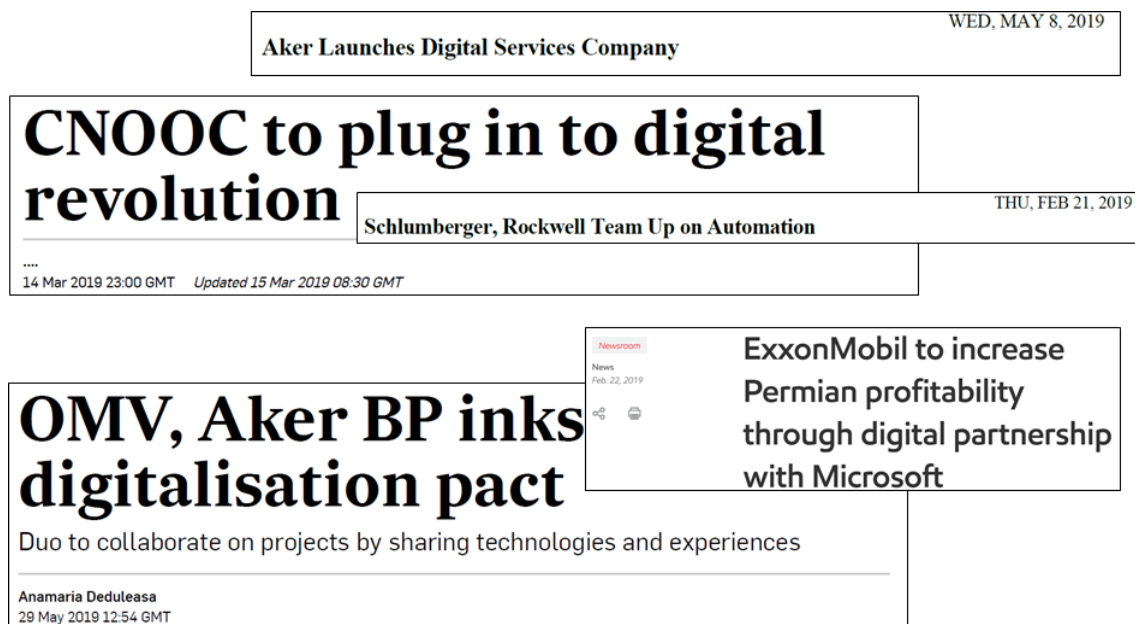 WED, MAY 8, 2019
Aker Launches Digital Services Company
CNOOC to plug in to digital
revolution
THU, FEB 21, 2019
Schlumberger, Rockwell Team Up on Automation
....
14 Mar 2019 23:00 GMT Updated 15 Mar 2019 08:30 GMT
Newsroom
News
Feb. 22, 2019
ExxonMobil to increase
Permian profitability
through digital partnership
with Microsoft
OMV, Aker BP inks
digitalisation pact
Duo to collaborate on projects by sharing technologies and experiences
Anamaria Deduleasa
29 May 2019 12:54 GMT